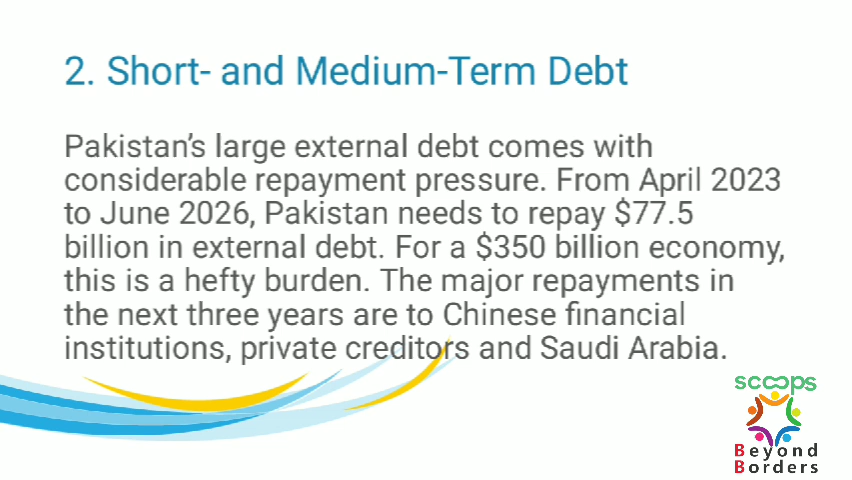 2. Short- and Medium-Term Debt
Pakistan's large external debt comes with
considerable repayment pressure. From April 2023
to June 2026, Pakistan needs to repay $77.5
billion in external debt. For a $350 billion economy,
this is a hefty burden. The major repayments in
the next three years are to Chinese financial
institutions, private creditors and Saudi Arabia.
scoops
Beyond
Borders